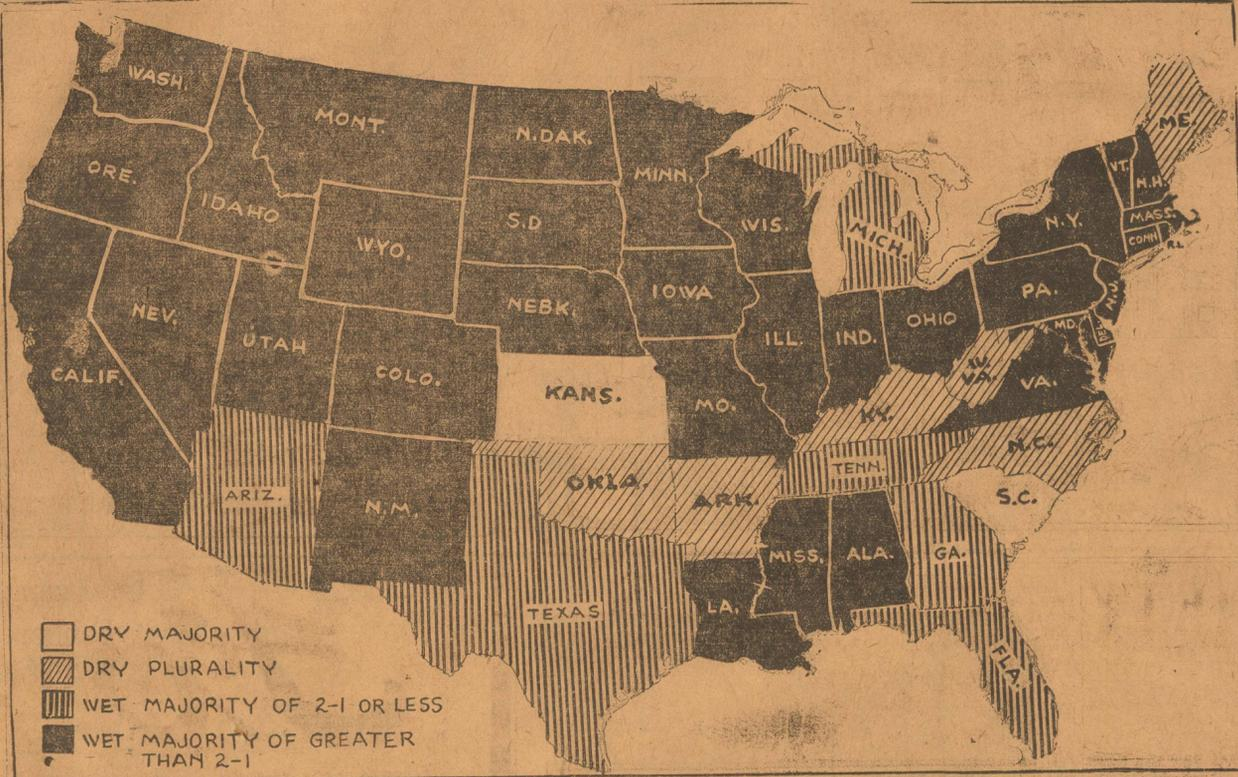 WASH.
MONT.
N.DAK.
MINN.
ME.
ORE.
IDAHO
WYO.
S.D
WIS.
MICH.
N.Y.
VT.
N.H.
MASS.
CONN
R.I.
NEV.
UTAH
COLO.
NEBK.
IOWA
ILL.
IND.
OHIO
PA.
N.J.
MD.
DEL.
CALIF.
KANS.
MO.
KY.
W.
VA.
VA.
ARIZ.
N.M.
OKLA.
ARK.
TENN.
N.C.
S.C.
TEXAS
LA.
MISS.
ALA.
GA.
FLA.
DRY MAJORITY
DRY PLURALITY
WET MAJORITY OF 2-1 OR LESS
WET MAJORITY OF GREATER
THAN 2-1